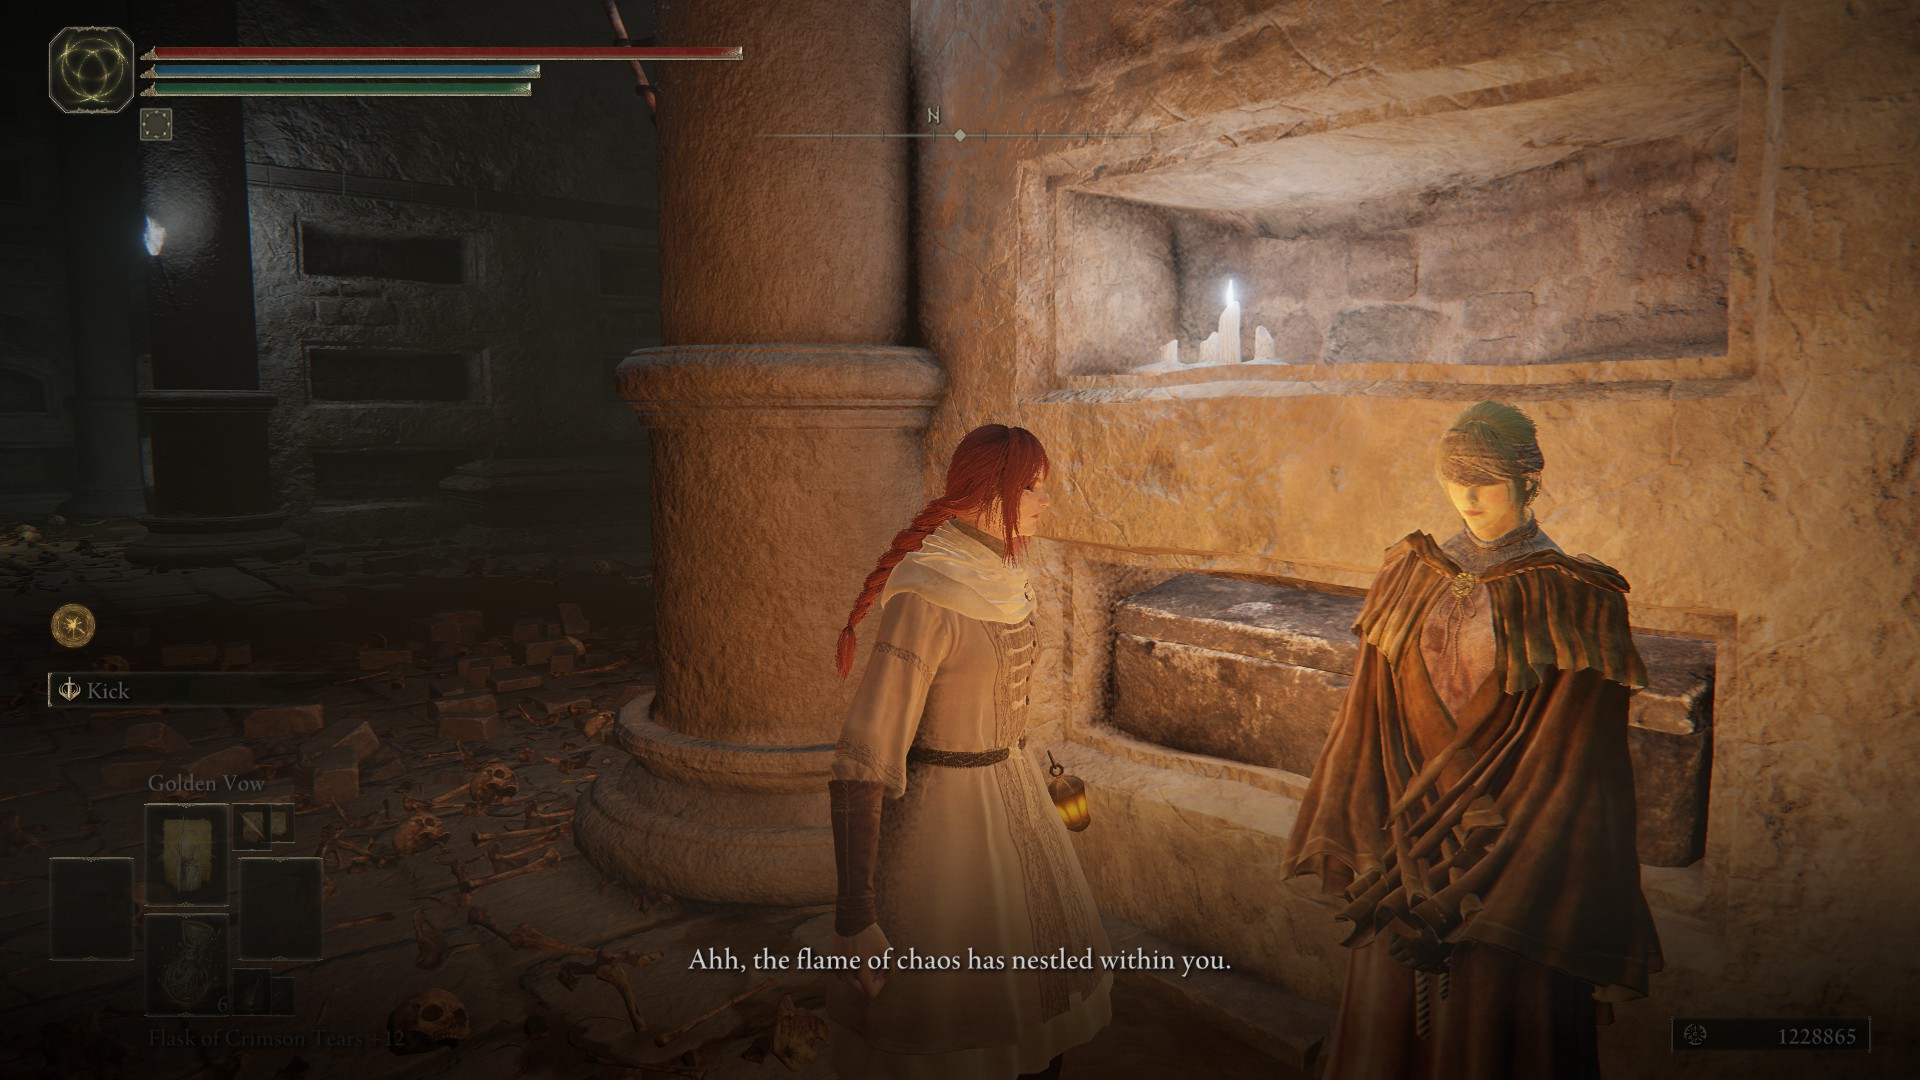 N
Kick
Golden Vow
6
Ahh, the flame of chaos has nestled within you.
Flask of Crimson Tears +12
1228865